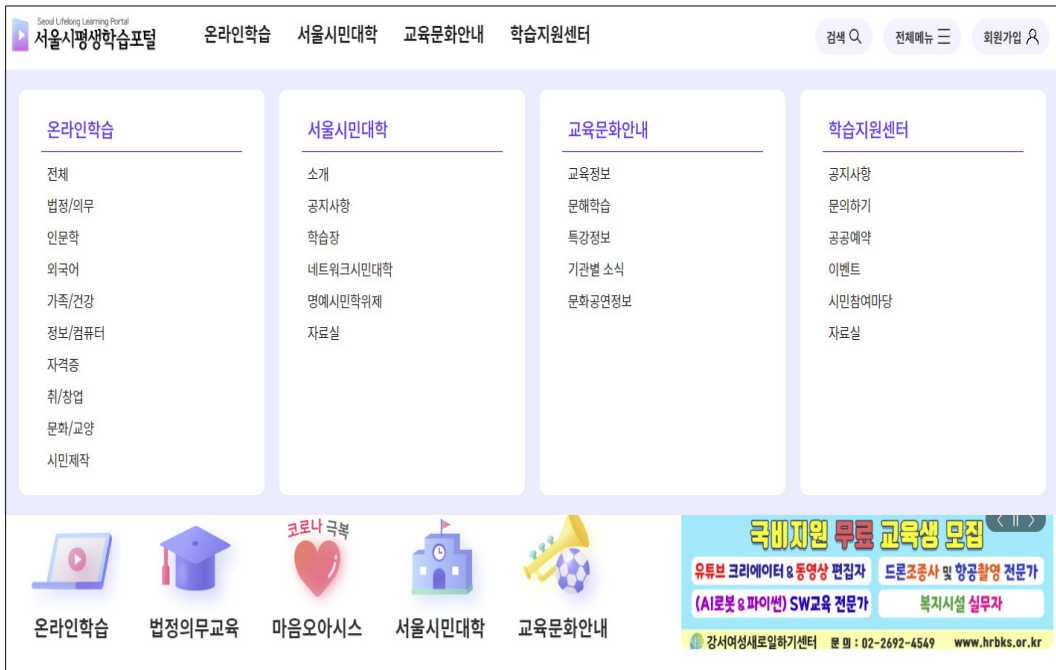 Seoul Lifelong Learning Portal
서울시평생학습포털
온라인학습 서울시민대학 교육문화안내 학습지원센터
검색 전체메뉴 회원가입
온라인학습
전체
법정/의무
인문학
외국어
가족/건강
정보/컴퓨터
자격증
취/창업
문화/교양
시민제작
서울시민대학
소개
공지사항
학습장
네트워크시민대학
명예시민학위제
자료실
교육문화안내
교육정보
문해학습
특강정보
기관별 소식
문화공연정보
학습지원센터
공지사항
문의하기
공공예약
이벤트
시민참여마당
자료실
온라인학습
법정의무교육
코로나 극복
마음오아시스
서울시민대학
교육문화안내
국비지원 무료 교육생 모집
유튜브 크리에이터 & 동영상 편집자 드론조종사 및 항공촬영 전문가
(AI로봇 & 파이썬) SW교육 전문가 복지시설 실무자
강서여성새로일하기센터 문의 : 02-2692-4549 www.hrbks.or.kr